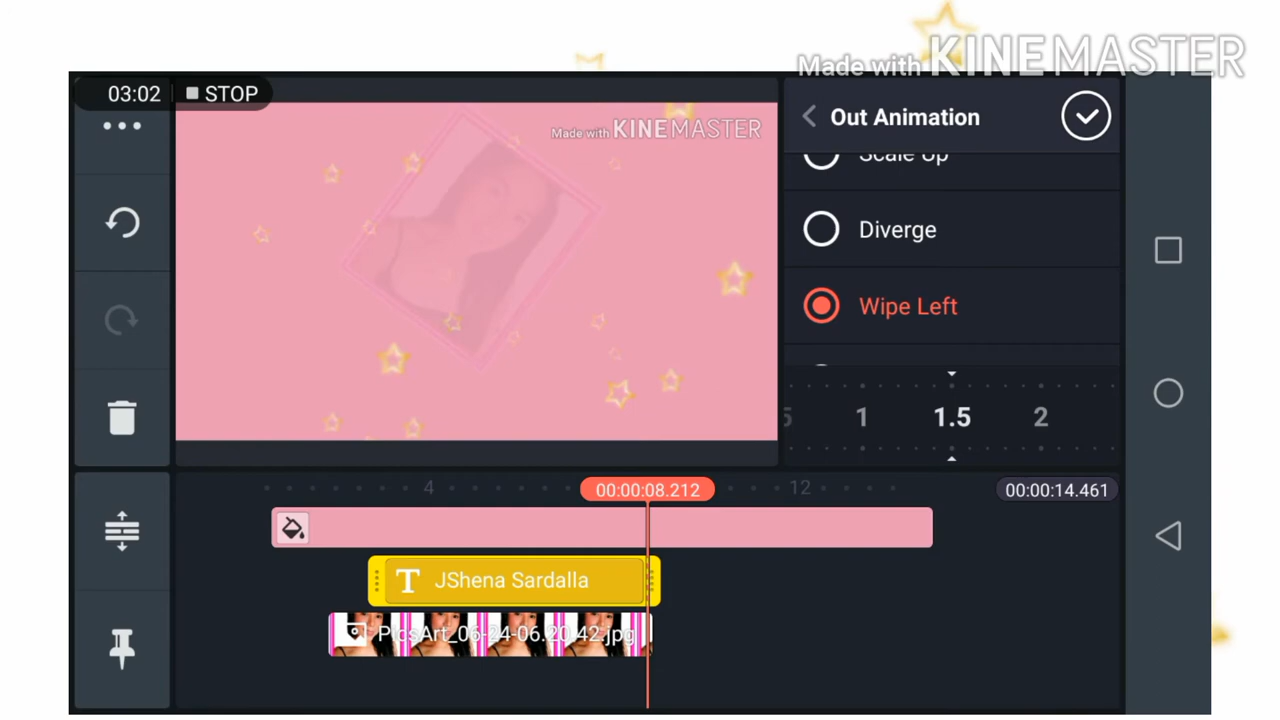 Made with KINEMASTER
03:02 STOP
Made with KINEMASTER
Out Animation
Scale Up
Diverge
Wipe Left
1 1.5 2
4 00:00:08.212 12 00:00:14.461
T JShena Sardalla
PicsArt_06-24-06.20.42.jpg